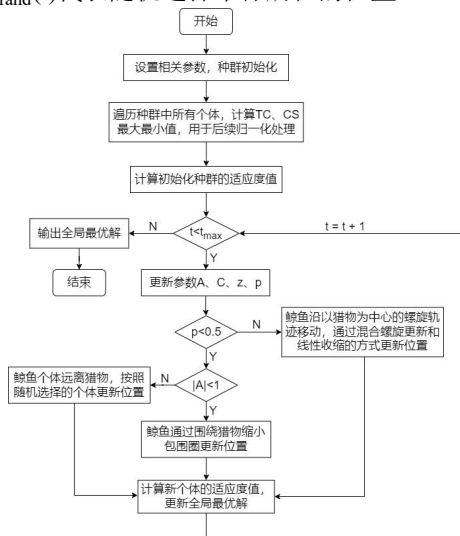 开始
设置相关参数，种群初始化
遍历种群中所有个体，计算TC、CS
最大最小值，用于后续归一化处理
计算初始化种群的适应度值
输出全局最优解
N
t<tmax
t = t + 1
Y
结束
更新参数A、C、z、p
p<0.5
N
鲸鱼沿以猎物为中心的螺旋轨
迹移动，通过混合螺旋更新和
线性收缩的方式更新位置
Y
鲸鱼个体远离猎物，按照
随机选择的个体更新位置
N
|A|<1
Y
鲸鱼通过围绕猎物缩小
包围圈更新位置
计算新个体的适应度值，
更新全局最优解